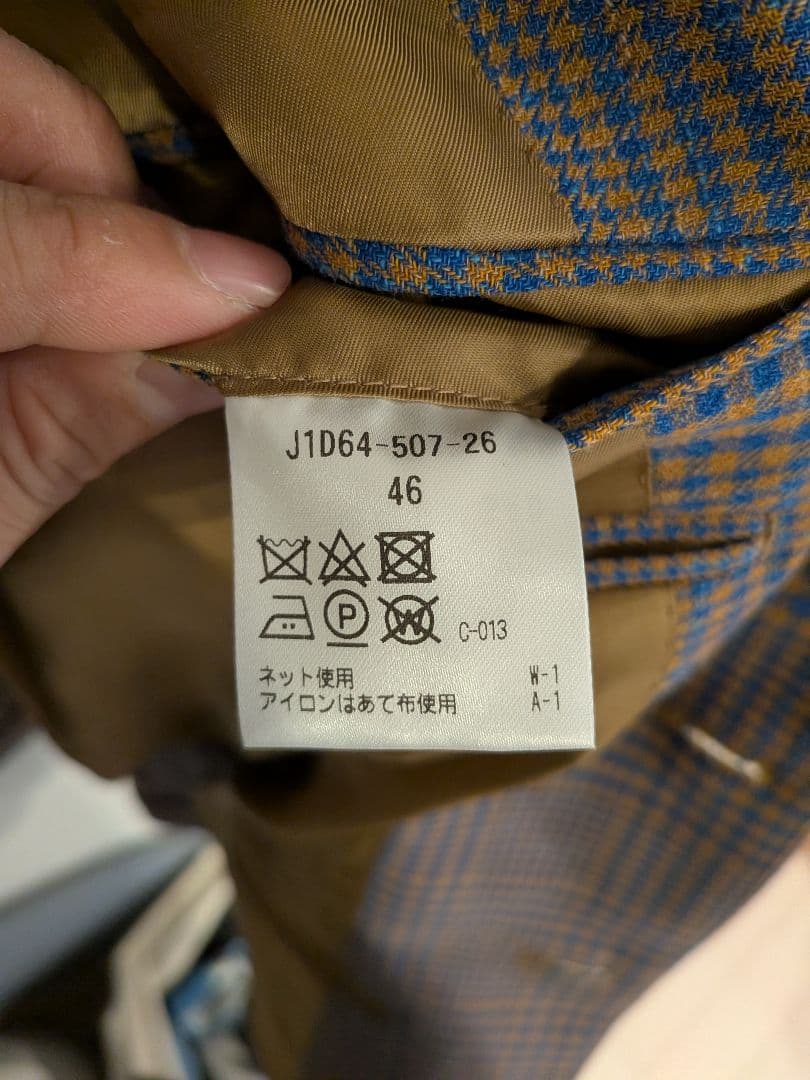 J1D64-507-26
46
P W C-013
ネット使用 W-1
アイロンはあて布使用 A-1